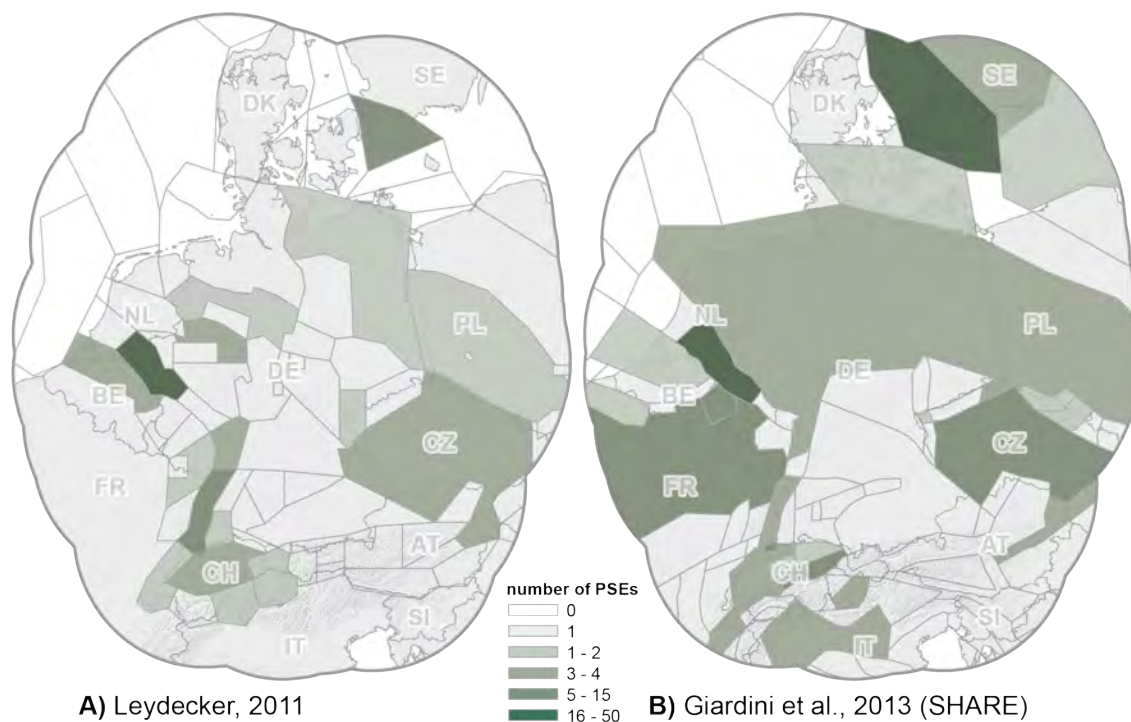 DK
SE
NL
PL
BE
DE
CZ
FR
AT
CH
SI
IT
DK
SE
NL
PL
BE
DE
CZ
FR
AT
CH
SI
IT
number of PSEs
0
1
1 - 2
3 - 4
5 - 15
16 - 50
A) Leydecker, 2011
B) Giardini et al., 2013 (SHARE)